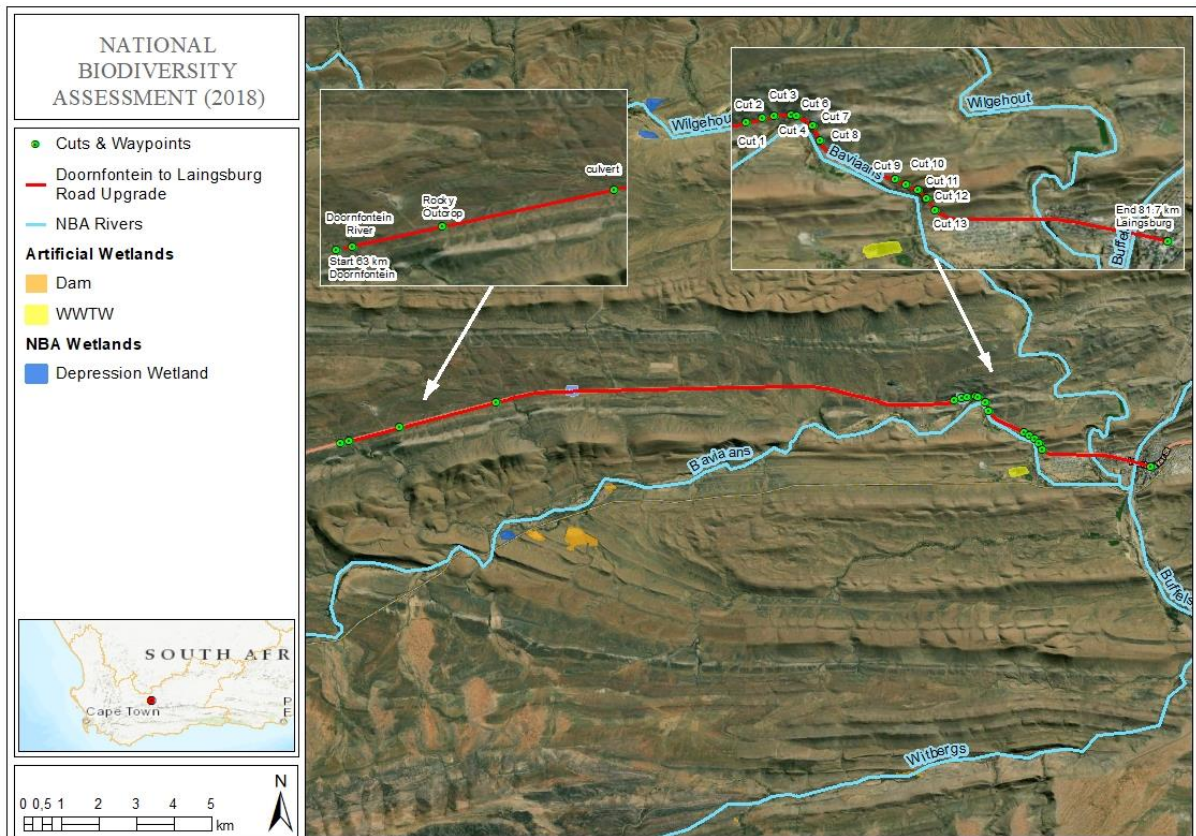 NATIONAL
BIODIVERSITY
ASSESSMENT (2018)
Cuts & Waypoints
Doornfontein to Laingsburg
Road Upgrade
NBA Rivers
Artificial Wetlands
Dam
WWTW
NBA Wetlands
Depression Wetland
SOUTH AFR
Cape Town
P
E
0 0,5 1 2 3 4 5
km
N
culvert
Rocky
Outcrop
Doornfontein
River
Start 63 km
Doornfontein
Wilgehout
Wilgehout
Cut 3
Cut 2
Cut 6
Cut 7
Cut 1
Cut 4
Cut 8
Baviaans
Cut 9
Cut 10
Cut 11
Cut 12
Cut 13
End 81.7 km
Laingsburg
Buffels
Baviaans
Buffels
Witbergs